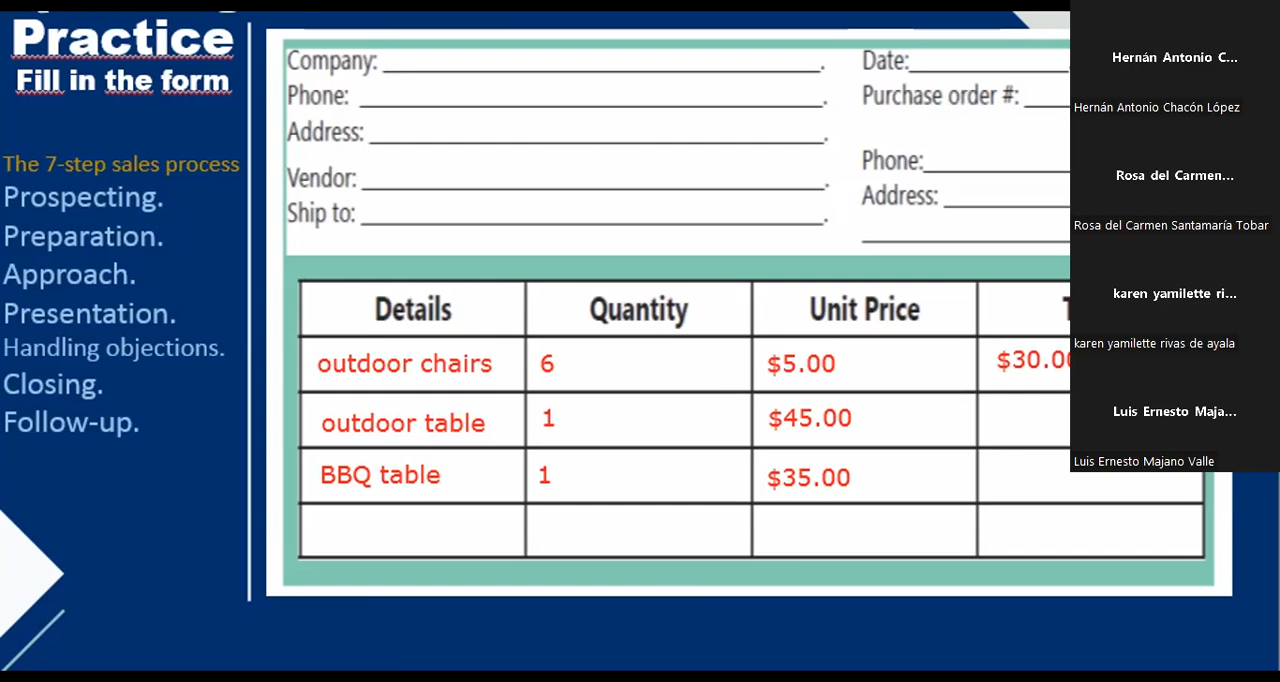 Practice
Fill in the form
The 7-step sales process
Prospecting.
Preparation.
Approach.
Presentation.
Handling objections.
Closing.
Follow-up.
Company: .
Phone: .
Address: .
Vendor: .
Ship to: .
Date:
Purchase order #:
Phone:
Address:
Details Quantity Unit Price
outdoor chairs 6 $5.00 $30.00
outdoor table 1 $45.00
BBQ table 1 $35.00
Hernán Antonio C...
Hernán Antonio Chacón López
Rosa del Carmen...
Rosa del Carmen Santamaría Tobar
karen yamilette ri...
karen yamilette rivas de ayala
Luis Ernesto Maja...
Luis Ernesto Majano Valle